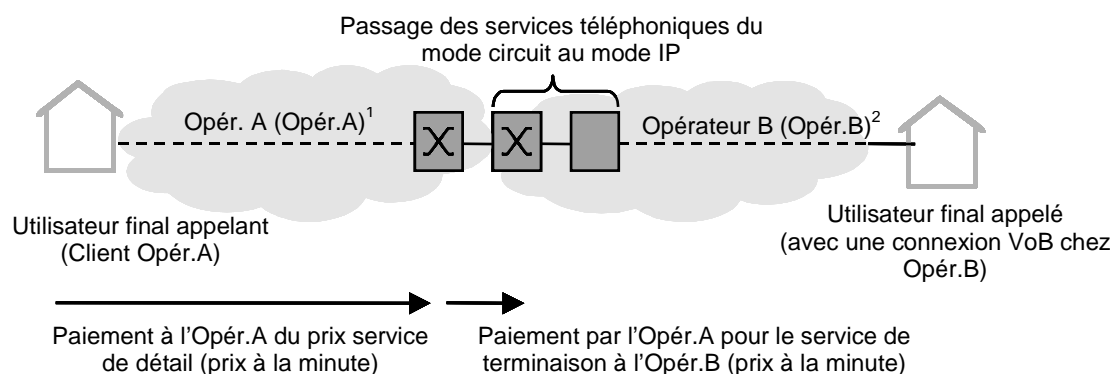 Passage des services téléphoniques du
mode circuit au mode IP
Opér. A (Opér.A)1
Opérateur B (Opér.B)2
Utilisateur final appelant
(Client Opér.A)
Utilisateur final appelé
(avec une connexion VoB chez
Opér.B)
Paiement à l’Opér.A du prix service
de détail (prix à la minute)
Paiement par l’Opér.A pour le service de
terminaison à l’Opér.B (prix à la minute)